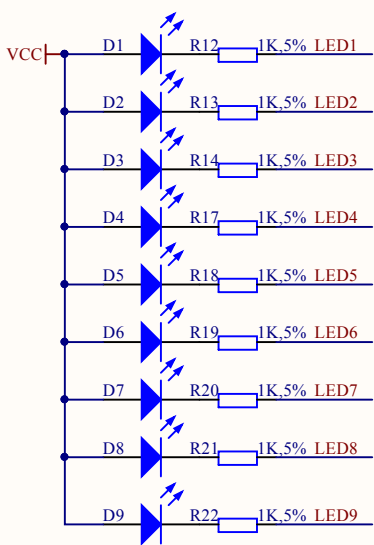 D1 R12 1K,5% LED1
VCC
D2 R13 1K,5% LED2
D3 R14 1K,5% LED3
D4 R17 1K,5% LED4
D5 R18 1K,5% LED5
D6 R19 1K,5% LED6
D7 R20 1K,5% LED7
D8 R21 1K,5% LED8
D9 R22 1K,5% LED9